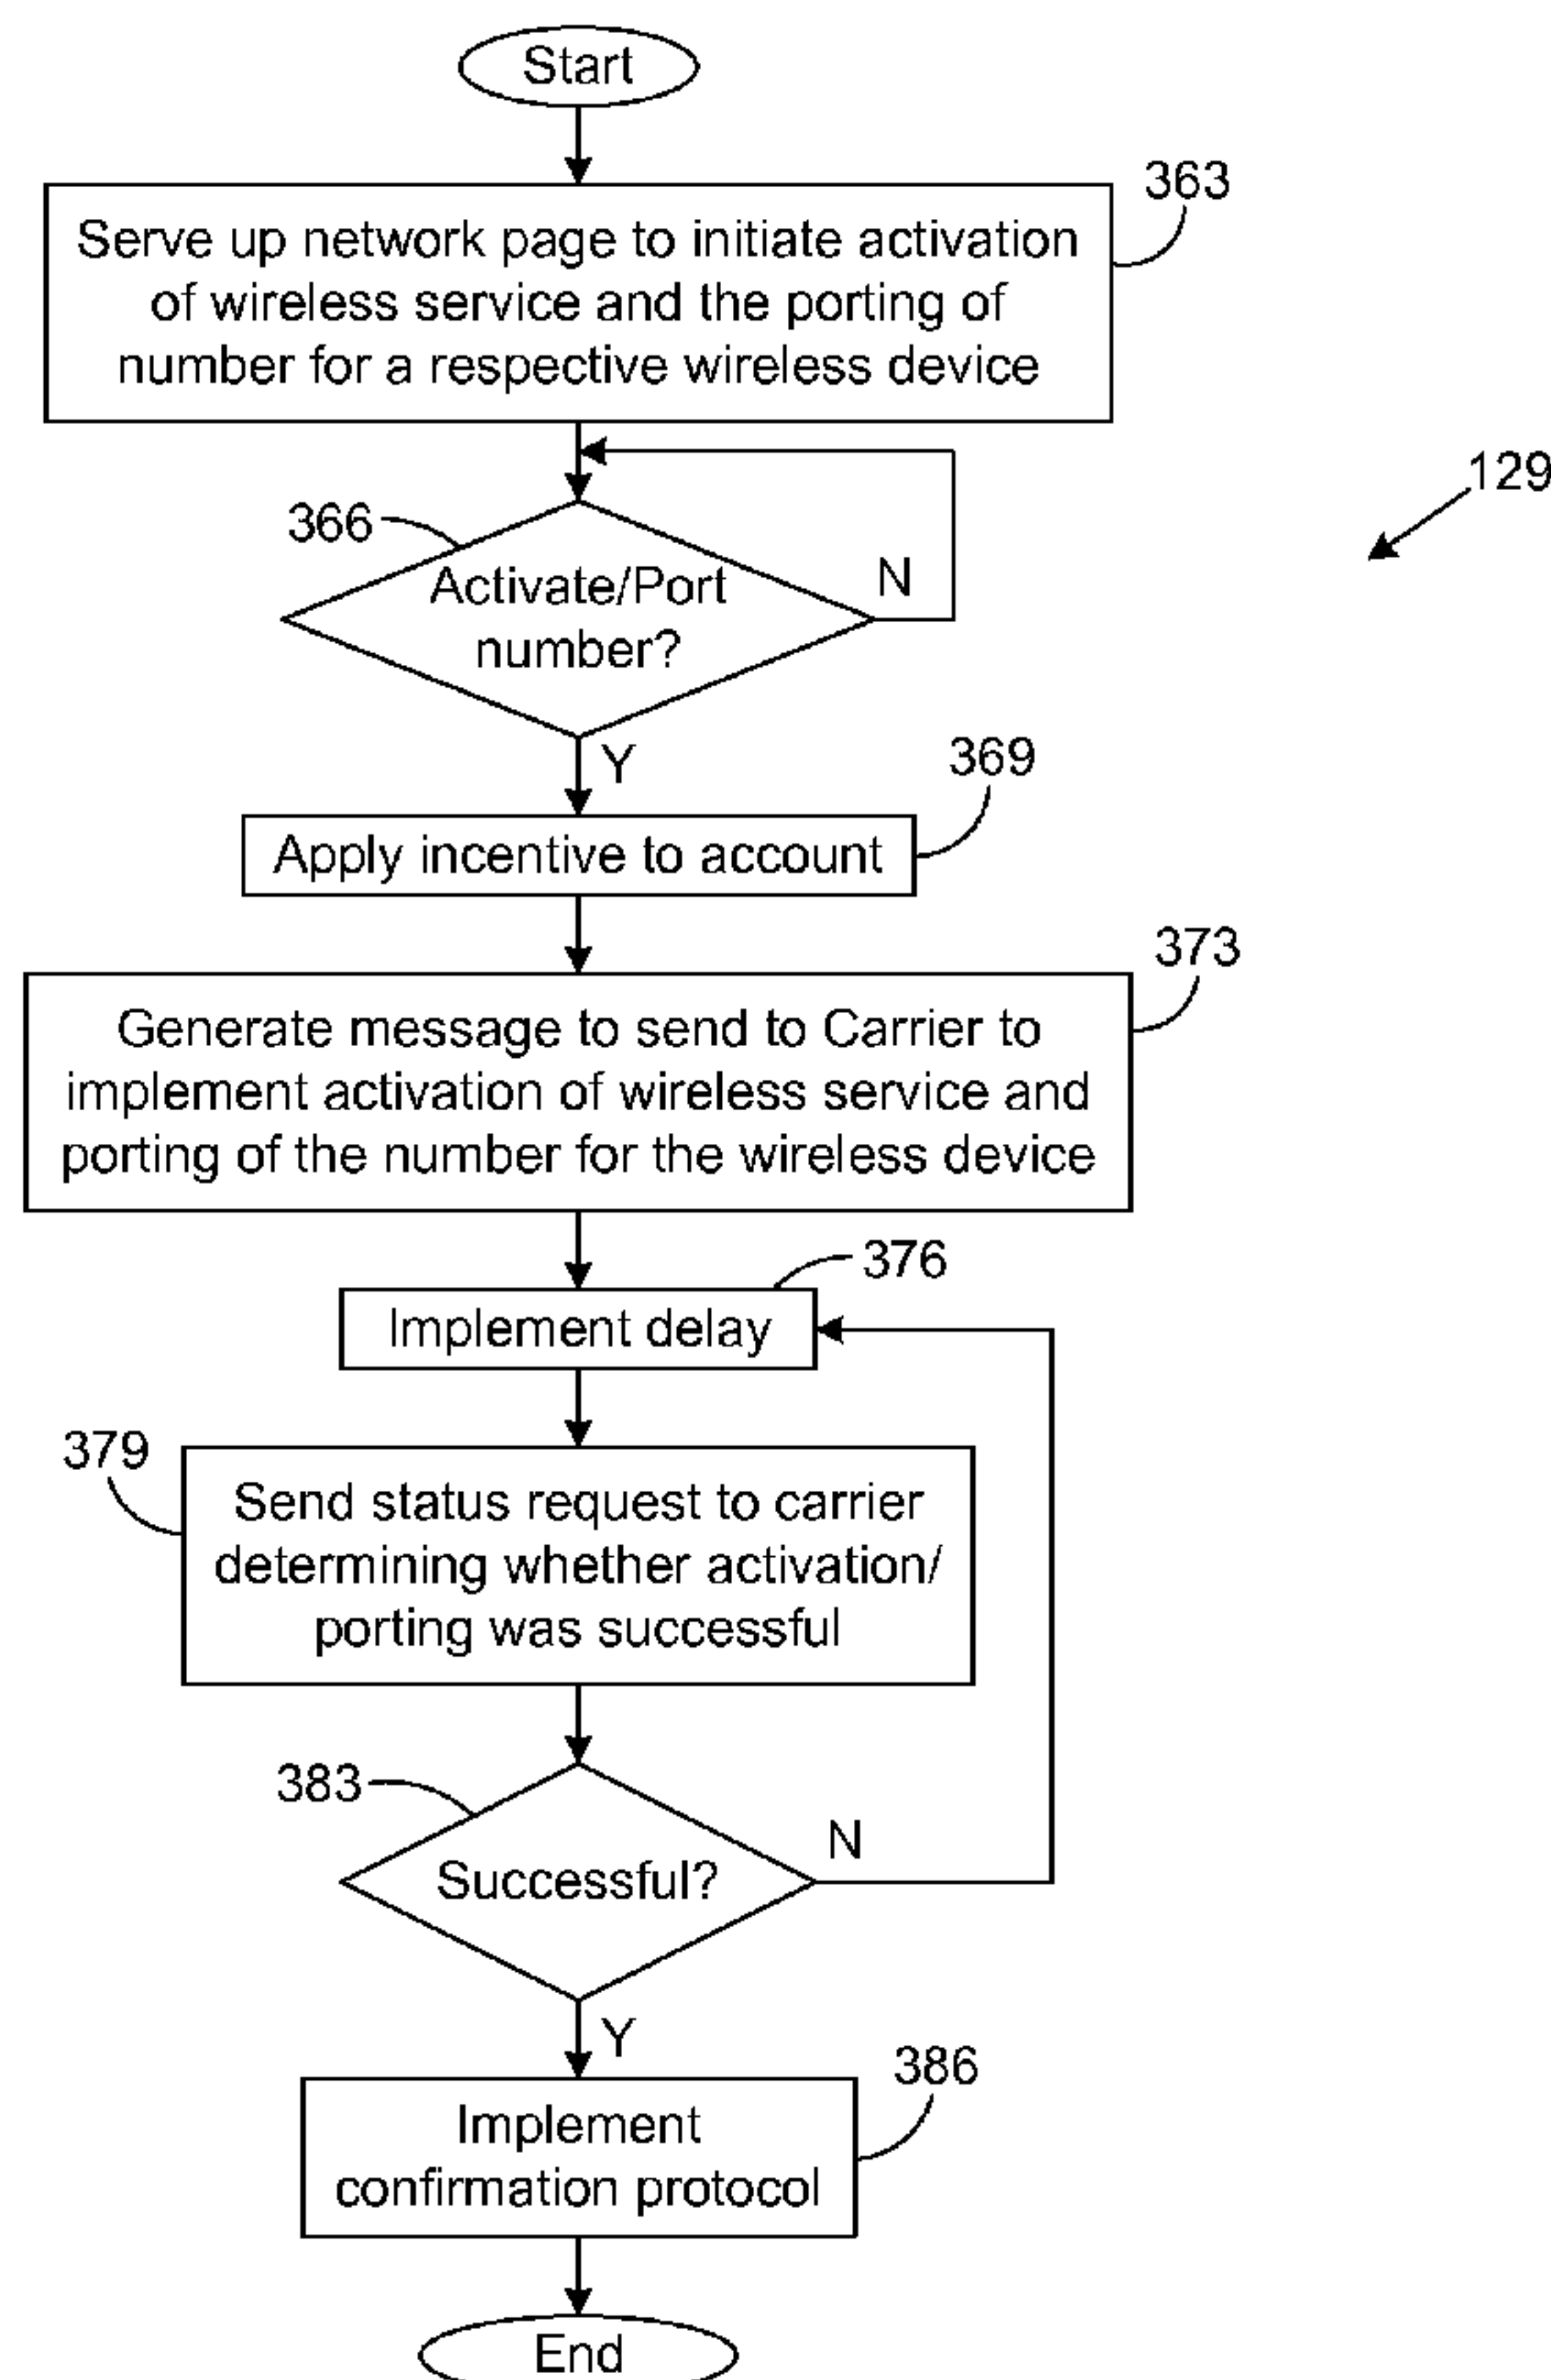 Start
363
Serve up network page to initiate activation
of wireless service and the porting of
number for a respective wireless device
129
366
Activate/Port
number?
N
Y
369
Apply incentive to account
373
Generate message to send to Carrier to
implement activation of wireless service and
porting of the number for the wireless device
376
Implement delay
379
Send status request to carrier
determining whether activation/
porting was successful
383
Successful?
N
Y
386
Implement
confirmation protocol
End